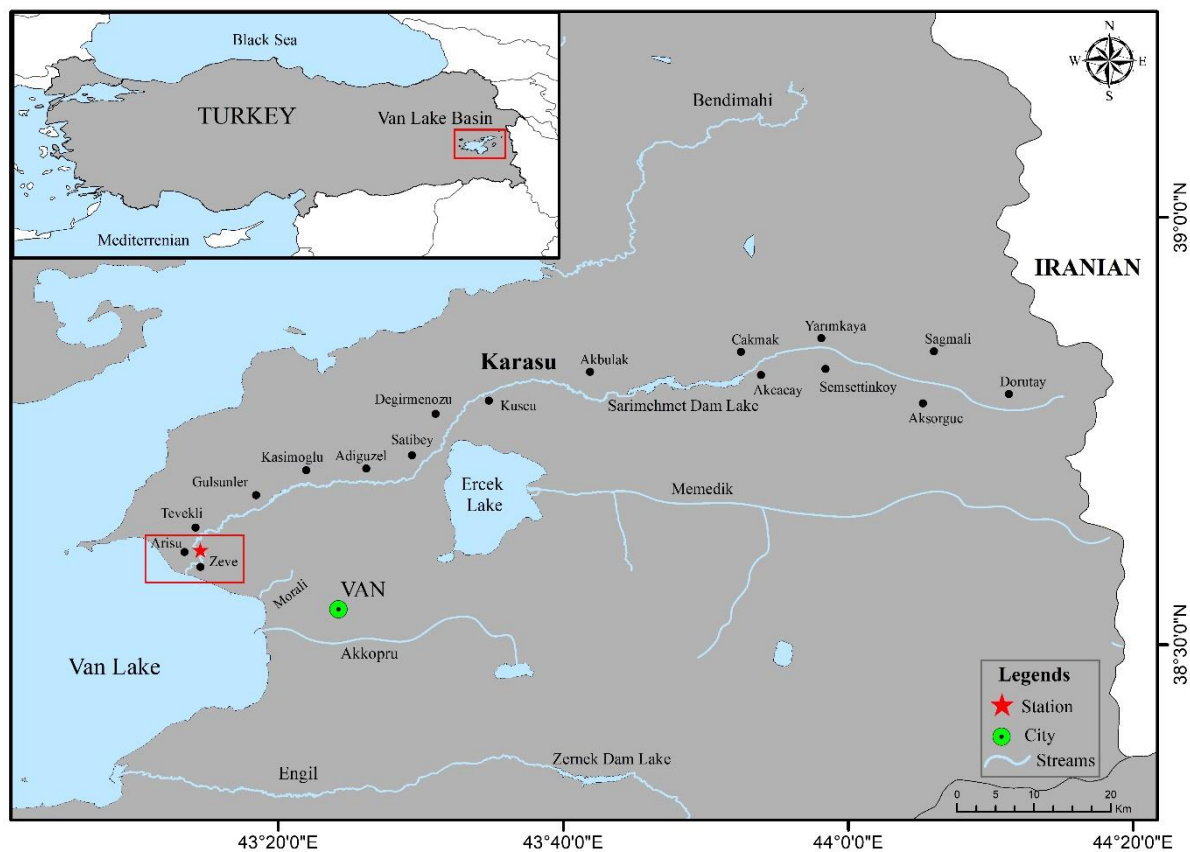 Black Sea
TURKEY
Van Lake Basin
Mediterrenian
N
W
E
S
Bendimahi
39°0'0"N
IRANIAN
Karasu
Akbulak
Cakmak
Yarımkaya
Sagmali
Degirmenozu
Kuscu
Sarimehmet Dam Lake
Akcacay
Semsettinkoy
Aksorguc
Dorutay
Satibey
Adiguzel
Kasimoglu
Gulsunler
Ercek
Lake
Memedik
Tevekli
Arisu
Zeve
Morali
VAN
Akkopru
Van Lake
38°30'0"N
Legends
Station
City
Streams
Zernek Dam Lake
Engil
0 5 10 20
Km
43°20'0"E
43°40'0"E
44°0'0"E
44°20'0"E